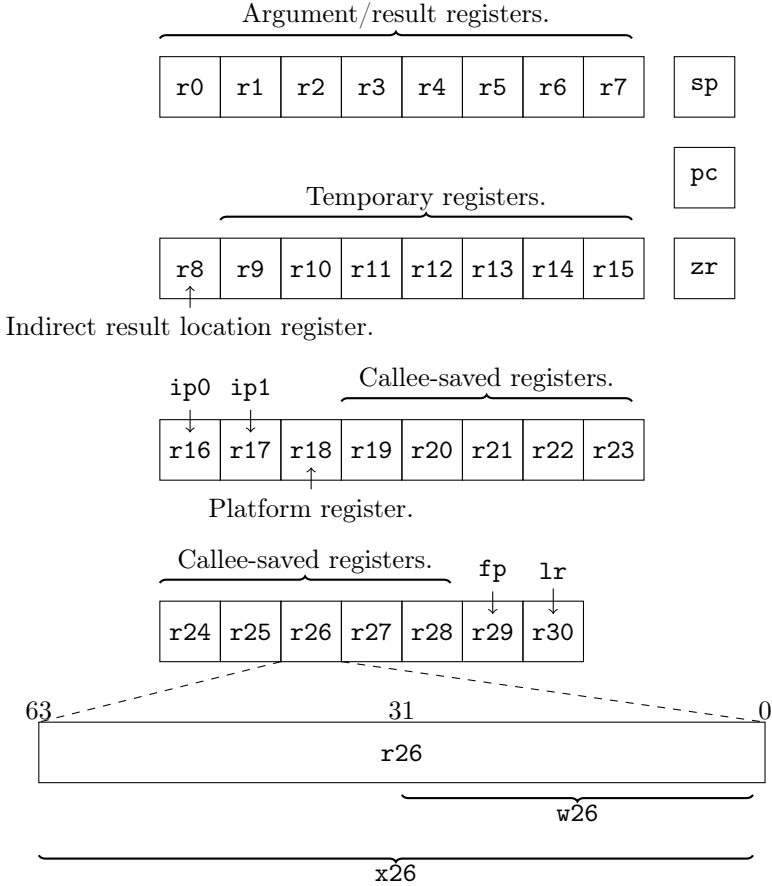 Argument/result registers.
r0 r1 r2 r3 r4 r5 r6 r7 sp
pc
Temporary registers.
r8 r9 r10 r11 r12 r13 r14 r15 zr
Indirect result location register.
ip0 ip1 Callee-saved registers.
r16 r17 r18 r19 r20 r21 r22 r23
Platform register.
Callee-saved registers. fp lr
r24 r25 r26 r27 r28 r29 r30
63 31 0
r26
w26
x26